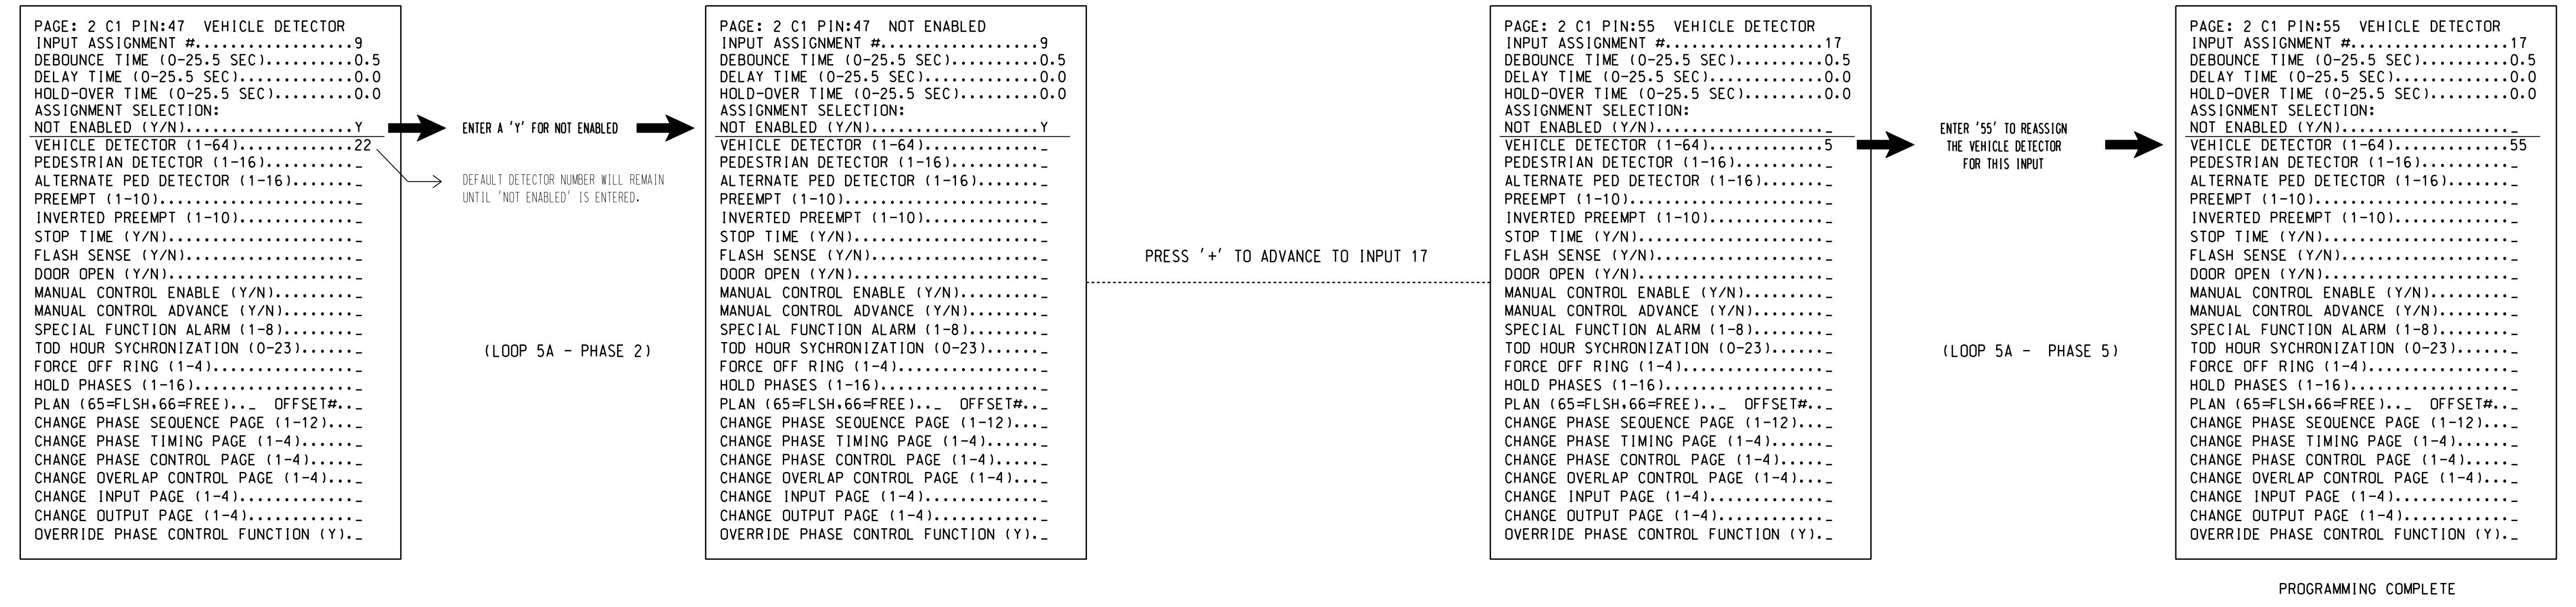 PAGE: 2 C1 PIN:47 VEHICLE DETECTOR
INPUT ASSIGNMENT #..................9
DEBOUNCE TIME (0-25.5 SEC)..........0.5
DELAY TIME (0-25.5 SEC).............0.0
HOLD-OVER TIME (0-25.5 SEC).........0.0
ASSIGNMENT SELECTION:
NOT ENABLED (Y/N)...................Y
VEHICLE DETECTOR (1-64).............22
PEDESTRIAN DETECTOR (1-16)..........._
ALTERNATE PED DETECTOR (1-16)......._
PREEMPT (1-10)......................_
INVERTED PREEMPT (1-10)............._
STOP TIME (Y/N)....................._
FLASH SENSE (Y/N)..................._
DOOR OPEN (Y/N)....................._
MANUAL CONTROL ENABLE (Y/N)........._
MANUAL CONTROL ADVANCE (Y/N)........_
SPECIAL FUNCTION ALARM (1-8)........_
TOD HOUR SYCHRONIZATION (0-23)......_
FORCE OFF RING (1-4)................_
HOLD PHASES (1-16).................._
PLAN (65=FLSH,66=FREE).._ OFFSET#.._
CHANGE PHASE SEQUENCE PAGE (1-12)..._
CHANGE PHASE TIMING PAGE (1-4)......_
CHANGE PHASE CONTROL PAGE (1-4)....._
CHANGE OVERLAP CONTROL PAGE (1-4)..._
CHANGE INPUT PAGE (1-4)............._
CHANGE OUTPUT PAGE (1-4)............_
OVERRIDE PHASE CONTROL FUNCTION (Y)._
ENTER A 'Y' FOR NOT ENABLED
DEFAULT DETECTOR NUMBER WILL REMAIN
UNTIL 'NOT ENABLED' IS ENTERED.
(LOOP 5A - PHASE 2)
PAGE: 2 C1 PIN:47 NOT ENABLED
INPUT ASSIGNMENT #..................9
DEBOUNCE TIME (0-25.5 SEC)..........0.5
DELAY TIME (0-25.5 SEC).............0.0
HOLD-OVER TIME (0-25.5 SEC).........0.0
ASSIGNMENT SELECTION:
NOT ENABLED (Y/N)...................Y
VEHICLE DETECTOR (1-64)............._
PEDESTRIAN DETECTOR (1-16)..........._
ALTERNATE PED DETECTOR (1-16)......._
PREEMPT (1-10)......................_
INVERTED PREEMPT (1-10)............._
STOP TIME (Y/N)....................._
FLASH SENSE (Y/N)..................._
DOOR OPEN (Y/N)....................._
MANUAL CONTROL ENABLE (Y/N)........._
MANUAL CONTROL ADVANCE (Y/N)........_
SPECIAL FUNCTION ALARM (1-8)........_
TOD HOUR SYCHRONIZATION (0-23)......_
FORCE OFF RING (1-4)................_
HOLD PHASES (1-16).................._
PLAN (65=FLSH,66=FREE).._ OFFSET#.._
CHANGE PHASE SEQUENCE PAGE (1-12)..._
CHANGE PHASE TIMING PAGE (1-4)......_
CHANGE PHASE CONTROL PAGE (1-4)....._
CHANGE OVERLAP CONTROL PAGE (1-4)..._
CHANGE INPUT PAGE (1-4)............._
CHANGE OUTPUT PAGE (1-4)............_
OVERRIDE PHASE CONTROL FUNCTION (Y)._
PRESS '+' TO ADVANCE TO INPUT 17
PAGE: 2 C1 PIN:55 VEHICLE DETECTOR
INPUT ASSIGNMENT #..................17
DEBOUNCE TIME (0-25.5 SEC)..........0.5
DELAY TIME (0-25.5 SEC).............0.0
HOLD-OVER TIME (0-25.5 SEC).........0.0
ASSIGNMENT SELECTION:
NOT ENABLED (Y/N)..................._
VEHICLE DETECTOR (1-64).............5
PEDESTRIAN DETECTOR (1-16)..........._
ALTERNATE PED DETECTOR (1-16)......._
PREEMPT (1-10)......................_
INVERTED PREEMPT (1-10)............._
STOP TIME (Y/N)....................._
FLASH SENSE (Y/N)..................._
DOOR OPEN (Y/N)....................._
MANUAL CONTROL ENABLE (Y/N)........._
MANUAL CONTROL ADVANCE (Y/N)........_
SPECIAL FUNCTION ALARM (1-8)........_
TOD HOUR SYCHRONIZATION (0-23)......_
FORCE OFF RING (1-4)................_
HOLD PHASES (1-16).................._
PLAN (65=FLSH,66=FREE).._ OFFSET#.._
CHANGE PHASE SEQUENCE PAGE (1-12)..._
CHANGE PHASE TIMING PAGE (1-4)......_
CHANGE PHASE CONTROL PAGE (1-4)....._
CHANGE OVERLAP CONTROL PAGE (1-4)..._
CHANGE INPUT PAGE (1-4)............._
CHANGE OUTPUT PAGE (1-4)............_
OVERRIDE PHASE CONTROL FUNCTION (Y)._
ENTER '55' TO REASSIGN
THE VEHICLE DETECTOR
FOR THIS INPUT
(LOOP 5A - PHASE 5)
PAGE: 2 C1 PIN:55 VEHICLE DETECTOR
INPUT ASSIGNMENT #..................17
DEBOUNCE TIME (0-25.5 SEC)..........0.5
DELAY TIME (0-25.5 SEC).............0.0
HOLD-OVER TIME (0-25.5 SEC).........0.0
ASSIGNMENT SELECTION:
NOT ENABLED (Y/N)..................._
VEHICLE DETECTOR (1-64).............55
PEDESTRIAN DETECTOR (1-16)..........._
ALTERNATE PED DETECTOR (1-16)......._
PREEMPT (1-10)......................_
INVERTED PREEMPT (1-10)............._
STOP TIME (Y/N)....................._
FLASH SENSE (Y/N)..................._
DOOR OPEN (Y/N)....................._
MANUAL CONTROL ENABLE (Y/N)........._
MANUAL CONTROL ADVANCE (Y/N)........_
SPECIAL FUNCTION ALARM (1-8)........_
TOD HOUR SYCHRONIZATION (0-23)......_
FORCE OFF RING (1-4)................_
HOLD PHASES (1-16).................._
PLAN (65=FLSH,66=FREE).._ OFFSET#.._
CHANGE PHASE SEQUENCE PAGE (1-12)..._
CHANGE PHASE TIMING PAGE (1-4)......_
CHANGE PHASE CONTROL PAGE (1-4)....._
CHANGE OVERLAP CONTROL PAGE (1-4)..._
CHANGE INPUT PAGE (1-4)............._
CHANGE OUTPUT PAGE (1-4)............_
OVERRIDE PHASE CONTROL FUNCTION (Y)._
PROGRAMMING COMPLETE